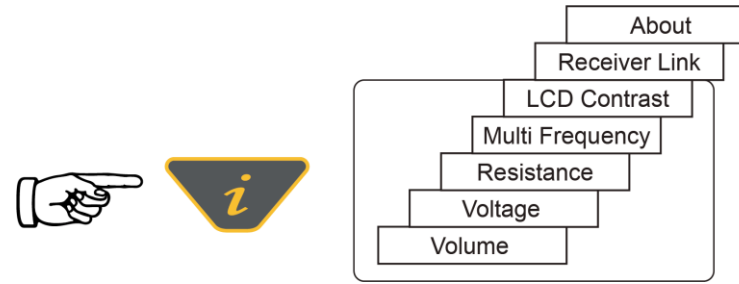 About
Receiver Link
LCD Contrast
Multi Frequency
Resistance
i
Voltage
Volume